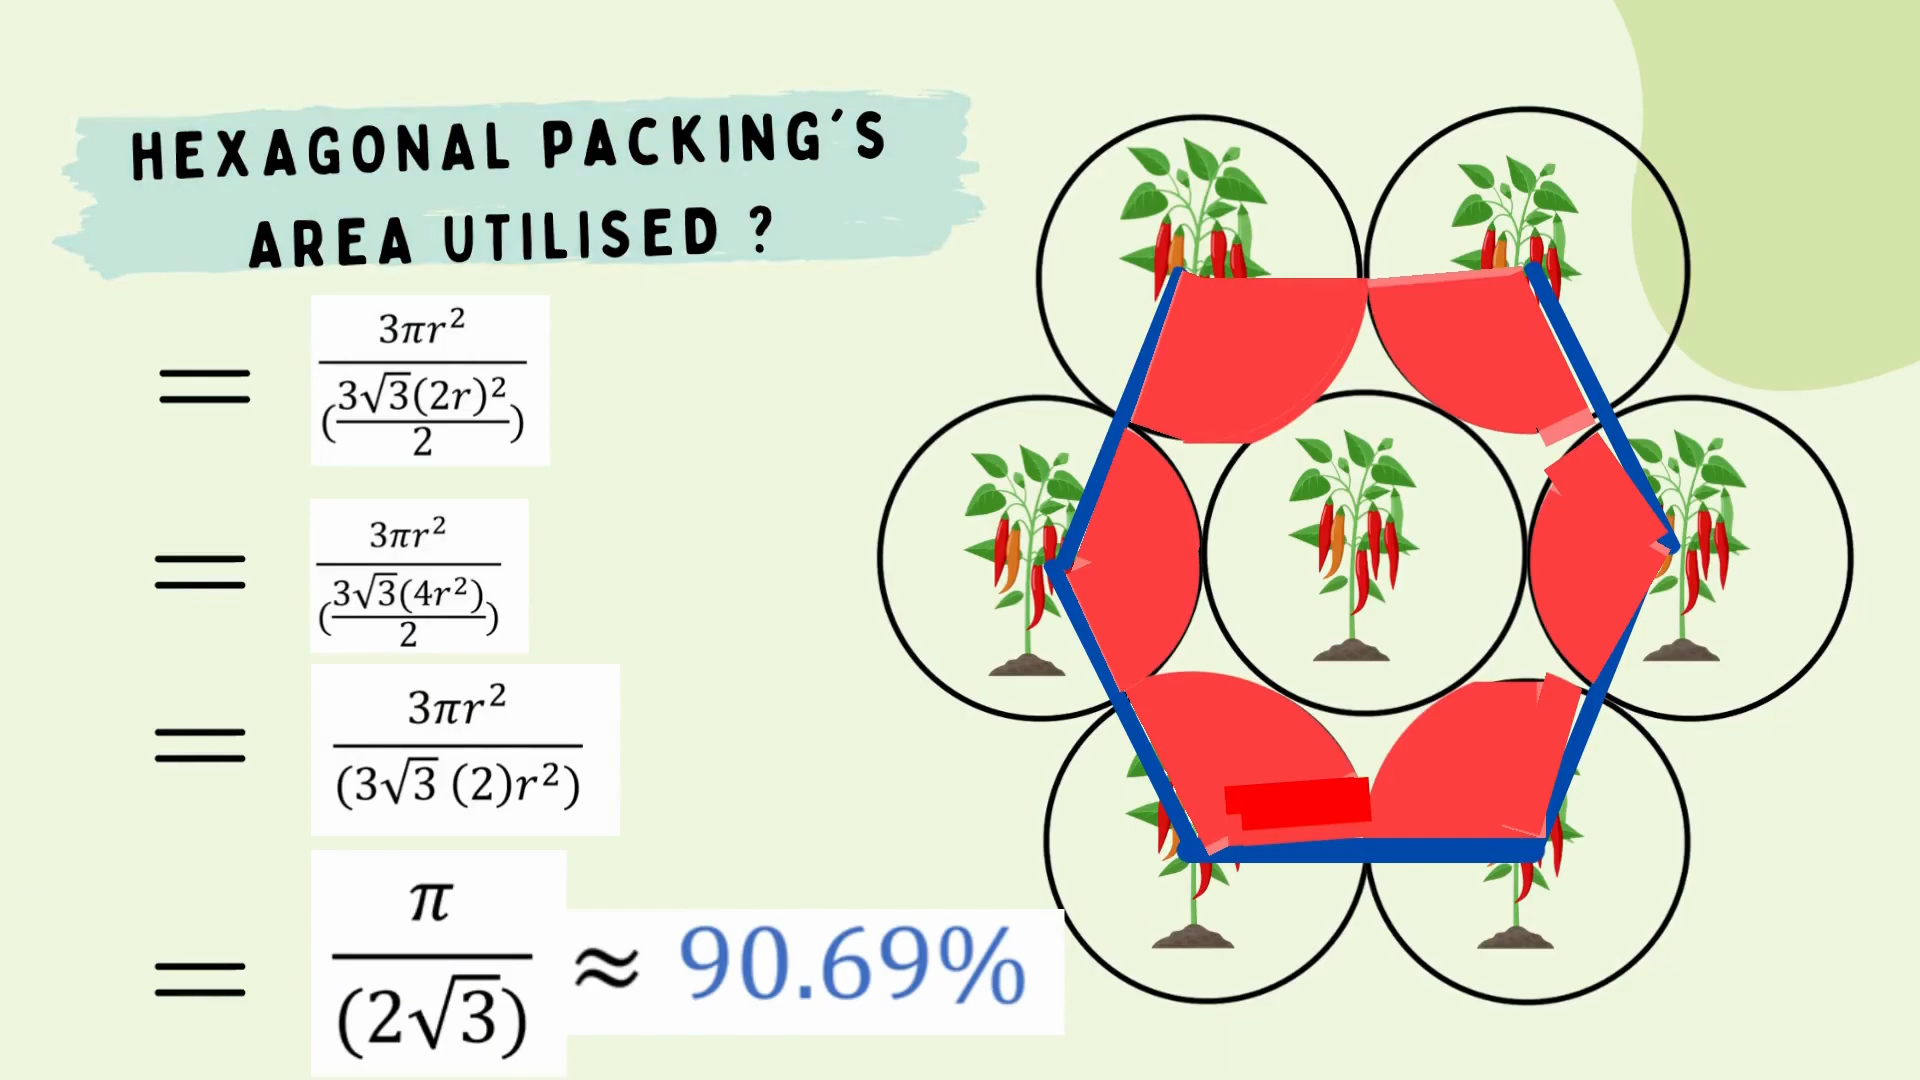 HEXAGONAL PACKING'S
AREA UTILISED ?
= 3πr² / (3√3(2r)²/2)
= 3πr² / (3√3(4r²)/2)
= 3πr² / (3√3 (2)r²)
= π / (2√3) ≈ 90.69%